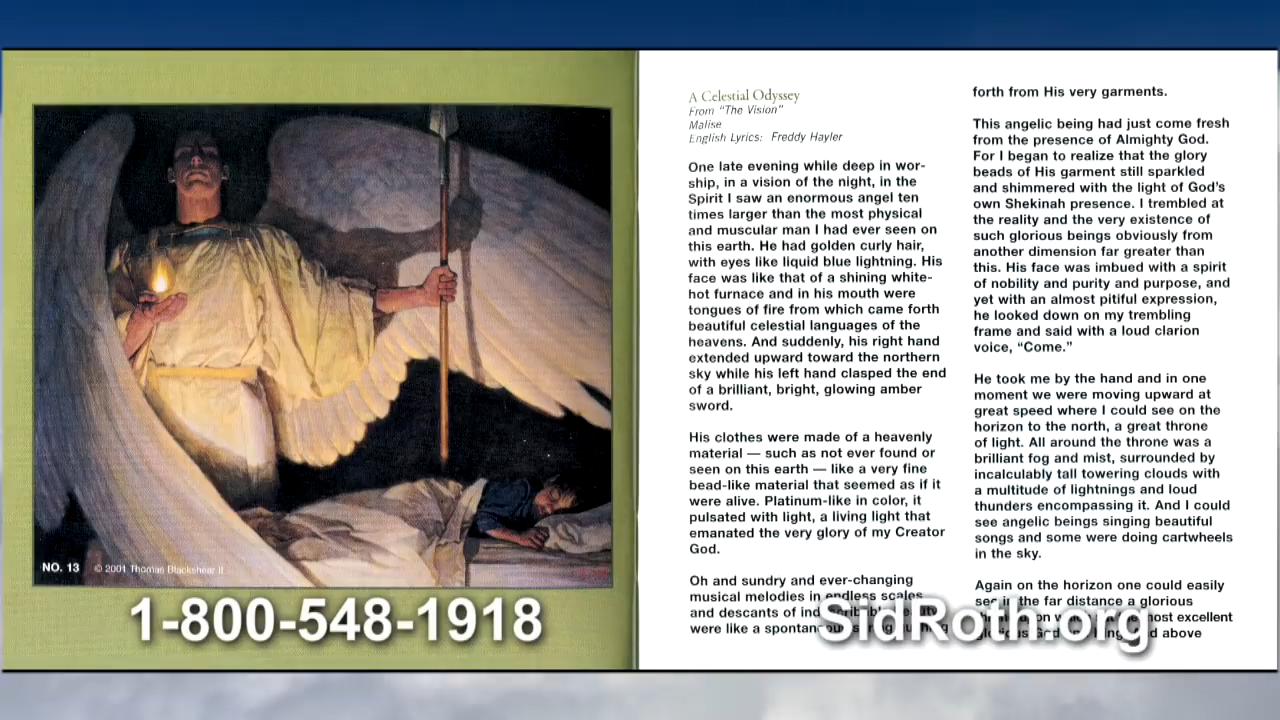 NO. 13 © 2001 Thomas Blackshear II
1-800-548-1918
A Celestial Odyssey
From "The Vision"
Malise
English Lyrics: Freddy Hayler
One late evening while deep in wor-
ship, in a vision of the night, in the
Spirit I saw an enormous angel ten
times larger than the most physical
and muscular man I had ever seen on
this earth. He had golden curly hair,
with eyes like liquid blue lightning. His
face was like that of a shining white-
hot furnace and in his mouth were
tongues of fire from which came forth
beautiful celestial languages of the
heavens. And suddenly, his right hand
extended upward toward the northern
sky while his left hand clasped the end
of a brilliant, bright, glowing amber
sword.
His clothes were made of a heavenly
material — such as not ever found or
seen on this earth — like a very fine
bead-like material that seemed as if it
were alive. Platinum-like in color, it
pulsated with light, a living light that
emanated the very glory of my Creator
God.
Oh and sundry and ever-changing
musical melodies in endless scales
and descants of
were like a
forth from His very garments.
This angelic being had just come fresh
from the presence of Almighty God.
For I began to realize that the glory
beads of His garment still sparkled
and shimmered with the light of God's
own Shekinah presence. I trembled at
the reality and the very existence of
such glorious beings obviously from
another dimension far greater than
this. His face was imbued with a spirit
of nobility and purity and purpose, and
yet with an almost pitiful expression,
he looked down on my trembling
frame and said with a loud clarion
voice, "Come."
He took me by the hand and in one
moment we were moving upward at
great speed where I could see on the
horizon to the north, a great throne
of light. All around the throne was a
brilliant fog and mist, surrounded by
incalculably tall towering clouds with
a multitude of lightnings and loud
thunders encompassing it. And I could
see angelic beings singing beautiful
songs and some were doing cartwheels
in the sky.
Again on the horizon one could easily
see in the far distance a glorious
most excellent
above
SidRoth.org